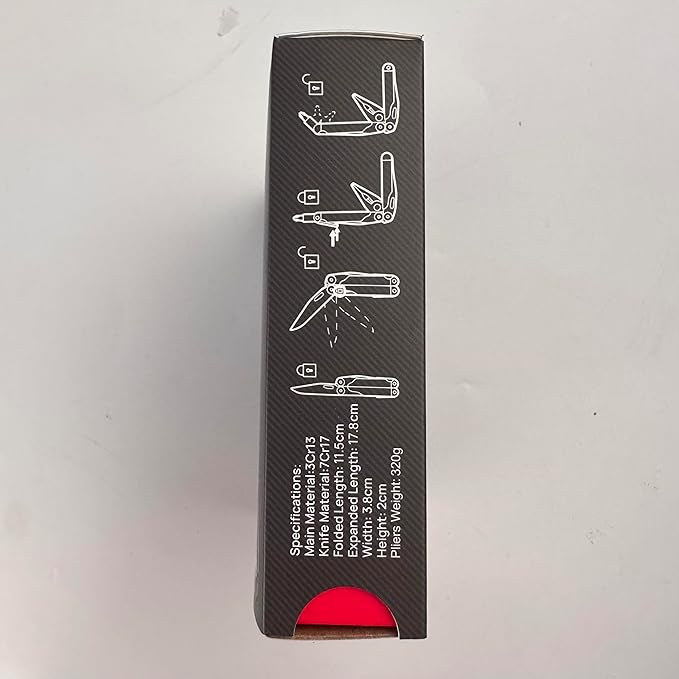 Specifications:
Main Material:3Cr13
Knife Material:7Cr17
Folded Length: 11.5cm
Expanded Length: 17.8cm
Width: 3.8cm
Height: 2cm
Pliers Weight: 320g